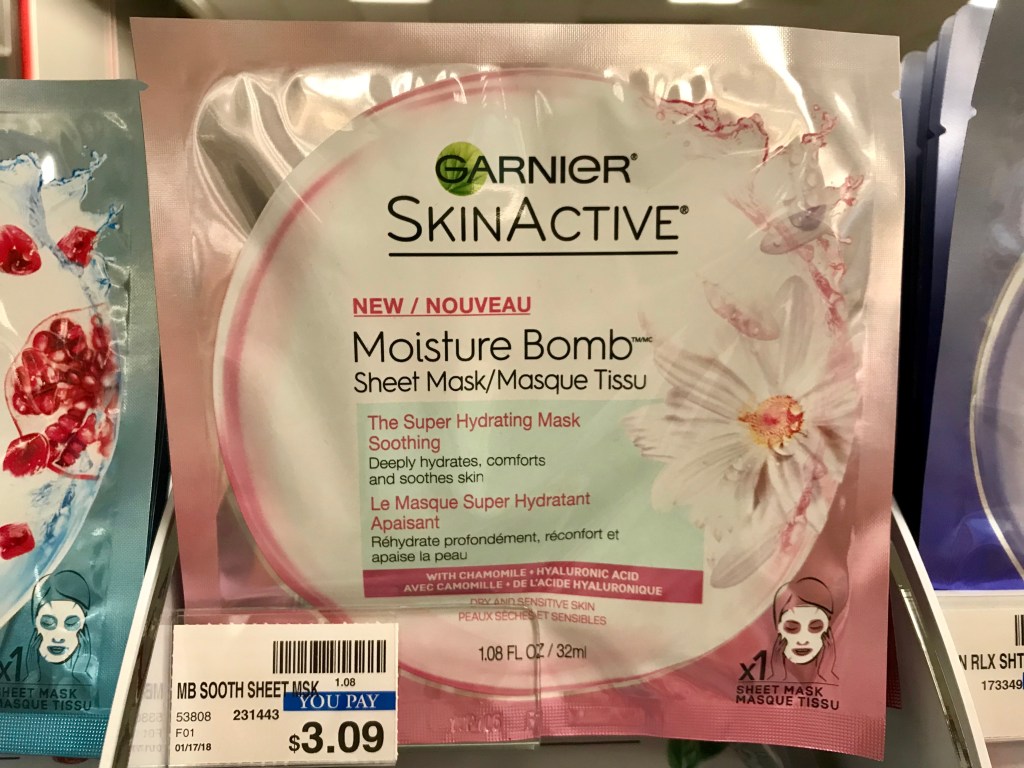 GARNIER®
SKINACTIVE®
NEW / NOUVEAU
Moisture Bomb™/MC
Sheet Mask/Masque Tissu
The Super Hydrating Mask
Soothing
Deeply hydrates, comforts
and soothes skin
Le Masque Super Hydratant
Apaisant
Réhydrate profondément, réconfort et
apaise la peau
WITH CHAMOMILE • HYALURONIC ACID
AVEC CAMOMILLE • DE L'ACIDE HYALURONIQUE
DRY AND SENSITIVE SKIN
PEAUX SÈCHES ET SENSIBLES
1.08 FL OZ / 32ml
x1
SHEET MASK
MASQUE TISSU
x1
SHEET MASK
MASQUE TISSU
MB SOOTH SHEET MSK
1.08
YOU PAY
53808 231443
F01
01/17/18
$3.09
N RLX SHT
173349